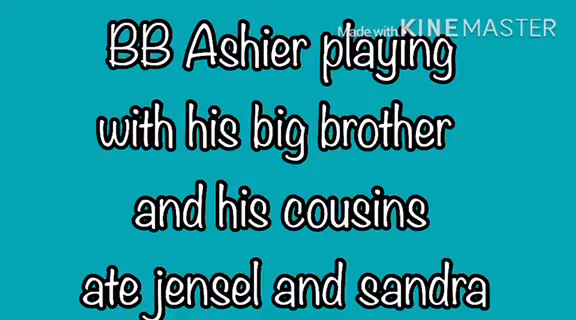 Made with KINEMASTER
BB Ashier playing
with his big brother
and his cousins
ate jensel and sandra